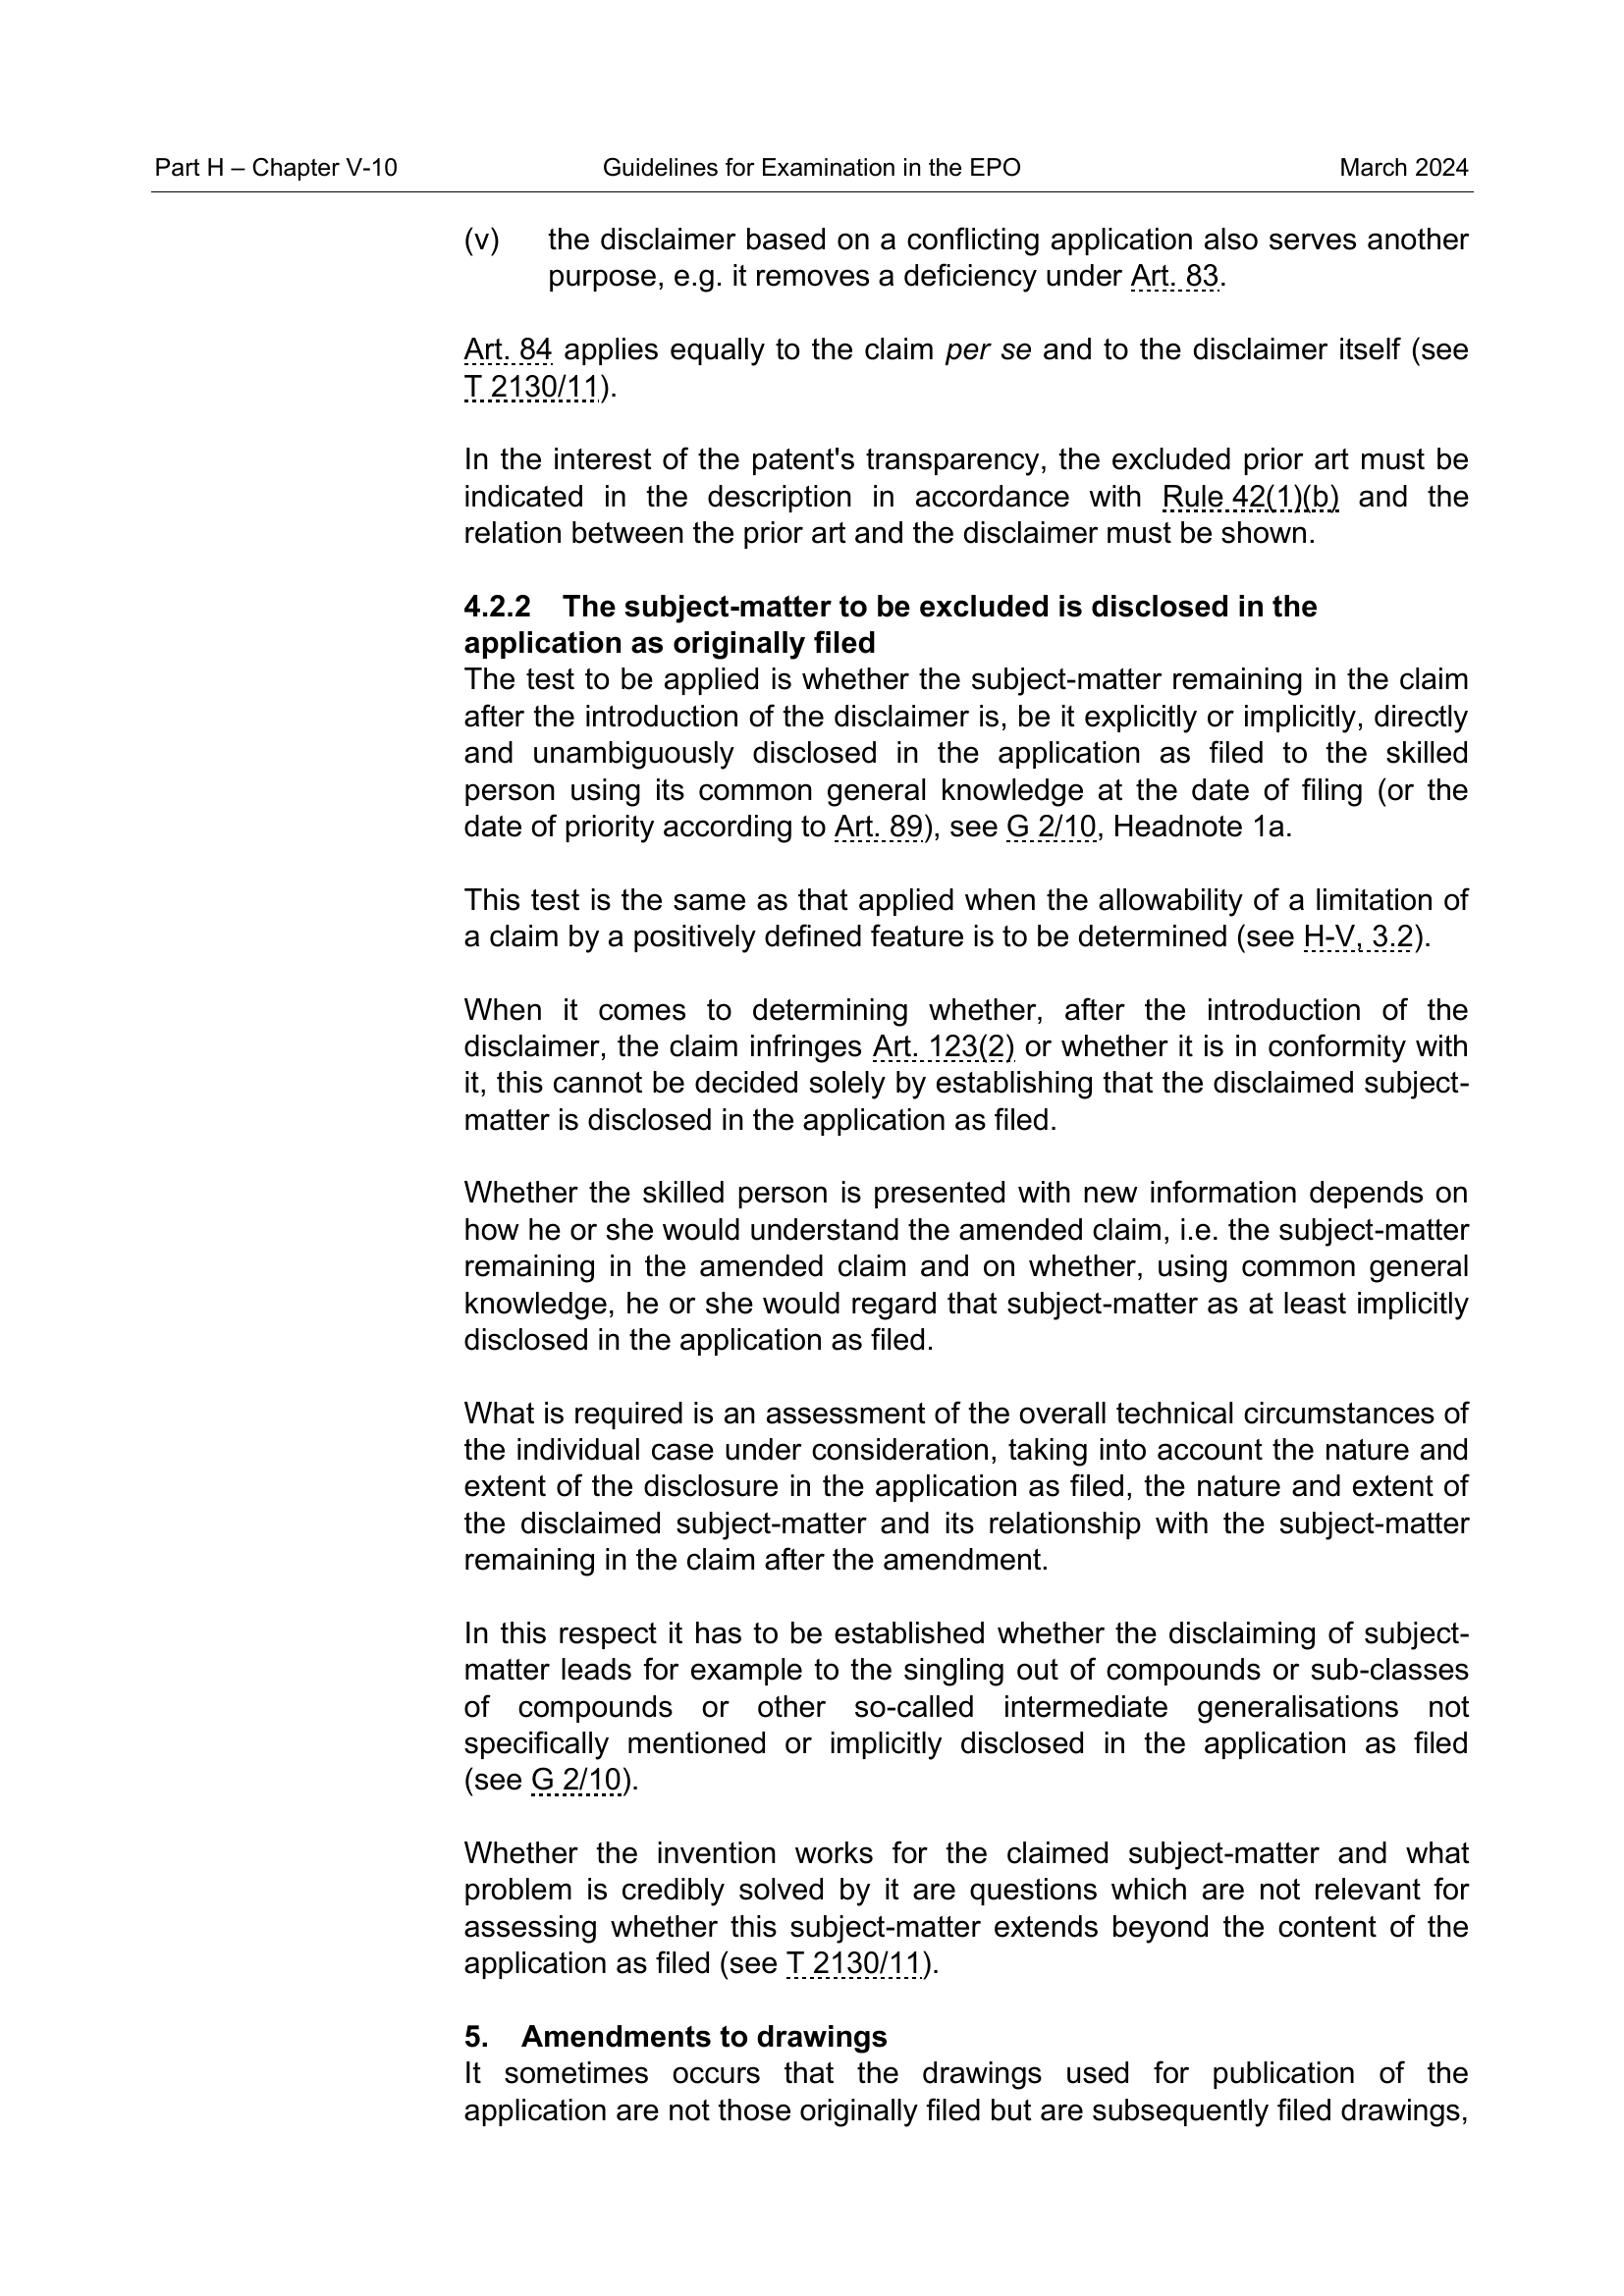 Part H – Chapter V-10 Guidelines for Examination in the EPO March 2024
(v) the disclaimer based on a conflicting application also serves another
purpose, e.g. it removes a deficiency under Art. 83.
Art. 84 applies equally to the claim per se and to the disclaimer itself (see
T 2130/11).
In the interest of the patent's transparency, the excluded prior art must be
indicated in the description in accordance with Rule 42(1)(b) and the
relation between the prior art and the disclaimer must be shown.
4.2.2 The subject-matter to be excluded is disclosed in the
application as originally filed
The test to be applied is whether the subject-matter remaining in the claim
after the introduction of the disclaimer is, be it explicitly or implicitly, directly
and unambiguously disclosed in the application as filed to the skilled
person using its common general knowledge at the date of filing (or the
date of priority according to Art. 89), see G 2/10, Headnote 1a.
This test is the same as that applied when the allowability of a limitation of
a claim by a positively defined feature is to be determined (see H-V, 3.2).
When it comes to determining whether, after the introduction of the
disclaimer, the claim infringes Art. 123(2) or whether it is in conformity with
it, this cannot be decided solely by establishing that the disclaimed subject-
matter is disclosed in the application as filed.
Whether the skilled person is presented with new information depends on
how he or she would understand the amended claim, i.e. the subject-matter
remaining in the amended claim and on whether, using common general
knowledge, he or she would regard that subject-matter as at least implicitly
disclosed in the application as filed.
What is required is an assessment of the overall technical circumstances of
the individual case under consideration, taking into account the nature and
extent of the disclosure in the application as filed, the nature and extent of
the disclaimed subject-matter and its relationship with the subject-matter
remaining in the claim after the amendment.
In this respect it has to be established whether the disclaiming of subject-
matter leads for example to the singling out of compounds or sub-classes
of compounds or other so-called intermediate generalisations not
specifically mentioned or implicitly disclosed in the application as filed
(see G 2/10).
Whether the invention works for the claimed subject-matter and what
problem is credibly solved by it are questions which are not relevant for
assessing whether this subject-matter extends beyond the content of the
application as filed (see T 2130/11).
5. Amendments to drawings
It sometimes occurs that the drawings used for publication of the
application are not those originally filed but are subsequently filed drawings,